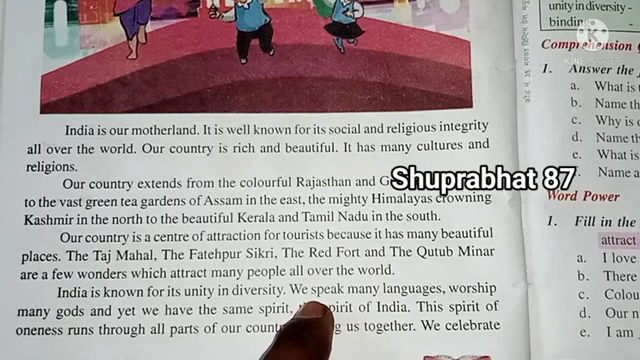 India is our motherland. It is well known for its social and religious integrity
all over the world. Our country is rich and beautiful. It has many cultures and
religions.
Our country extends from the colourful Rajasthan and G
to the vast green tea gardens of Assam in the east, the mighty Himalayas crowning
Kashmir in the north to the beautiful Kerala and Tamil Nadu in the south.
Our country is a centre of attraction for tourists because it has many beautiful
places. The Taj Mahal, The Fatehpur Sikri, The Red Fort and The Qutub Minar
are a few wonders which attract many people all over the world.
India is known for its unity in diversity. We speak many languages, worship
many gods and yet we have the same spirit, spirit of India. This spirit of
oneness runs through all parts of our us together. We celebrate
Shuprabhat 87
unity in diversity -
binding -
Comprehension
1. Answer the
a. What is
b. Name th
c. Why is
d. Name th
e. What is
Name a
Word Power
1. Fill in the
attract
a. I love
b. There
c. Colou
d. Our n
e. I am